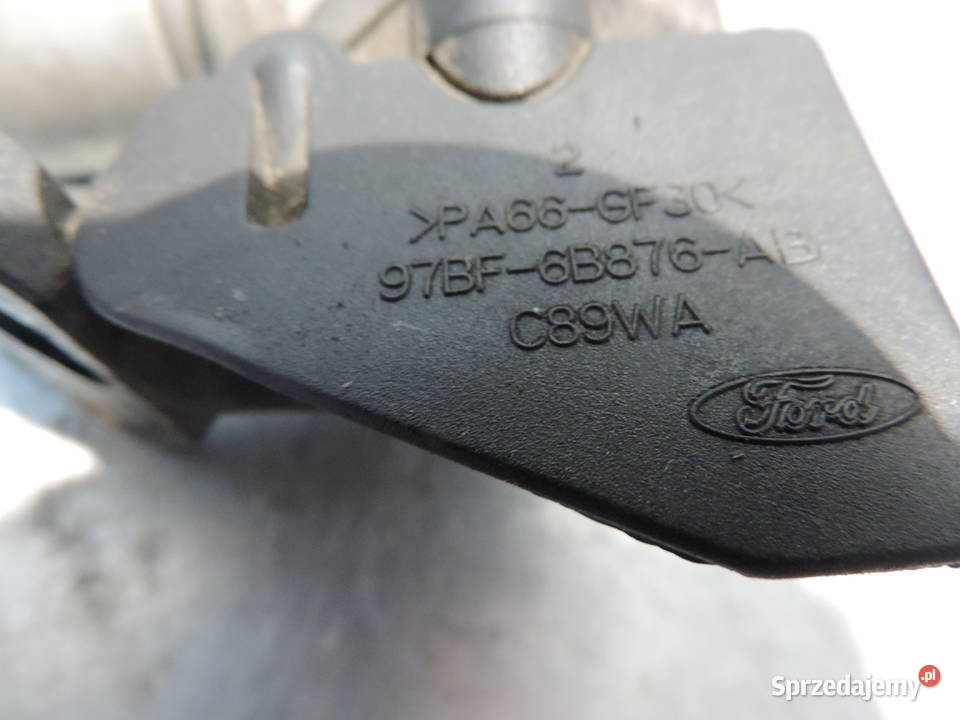 2
>PA66-GF30<
97BF-6B876-AB
C89WA
Ford
Sprzedajemy.pl